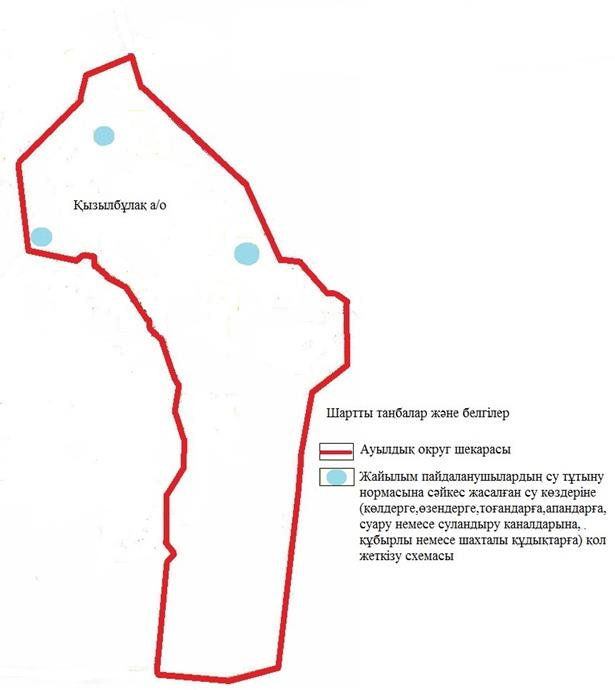 Қызылбұлақ а/о
Шартты таңбалар және белгілер
Ауылдық округ шекарасы
Жайылым пайдаланушылардың су тұтыну
нормасына сәйкес жасалған су көздеріне
(көлдерге,өзендерге,тоғандарға,апандарға,
суару немесе суландыру каналдарына,
құбырлы немесе шахталы құдықтарға) қол
жеткізу схемасы